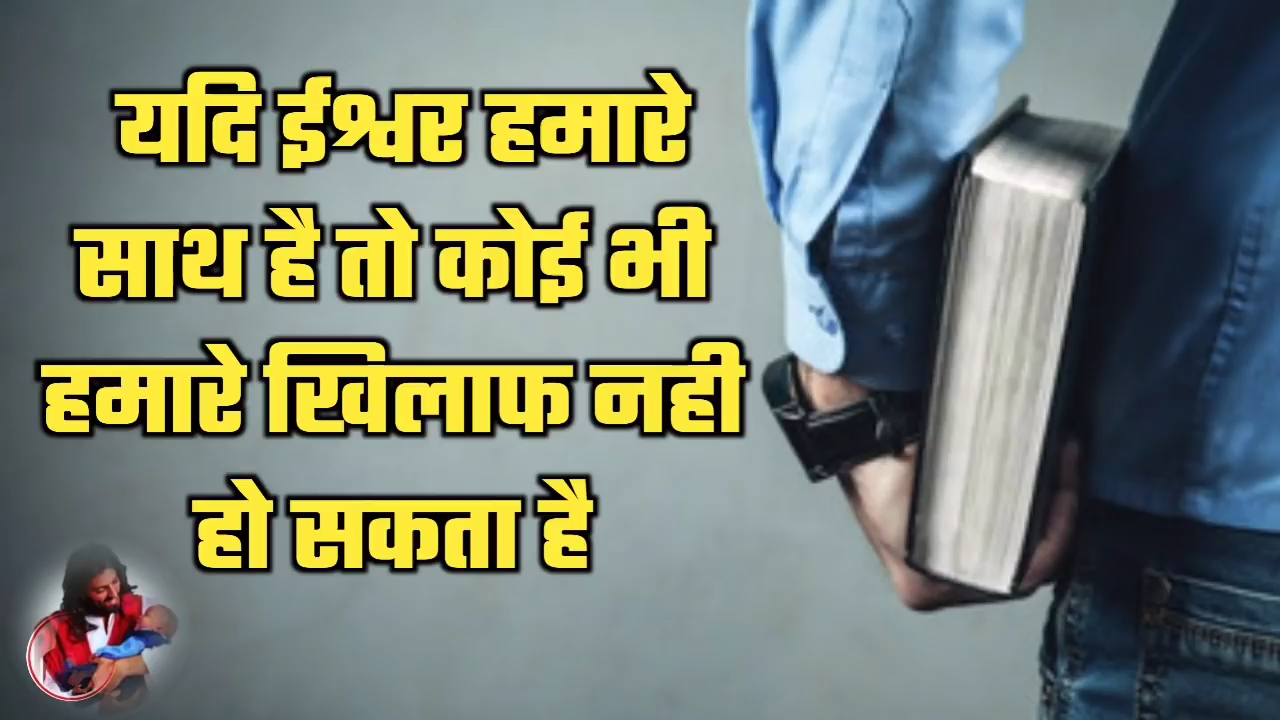 यदि ईश्वर हमारे
साथ है तो कोई भी
हमारे खिलाफ नही
हो सकता है